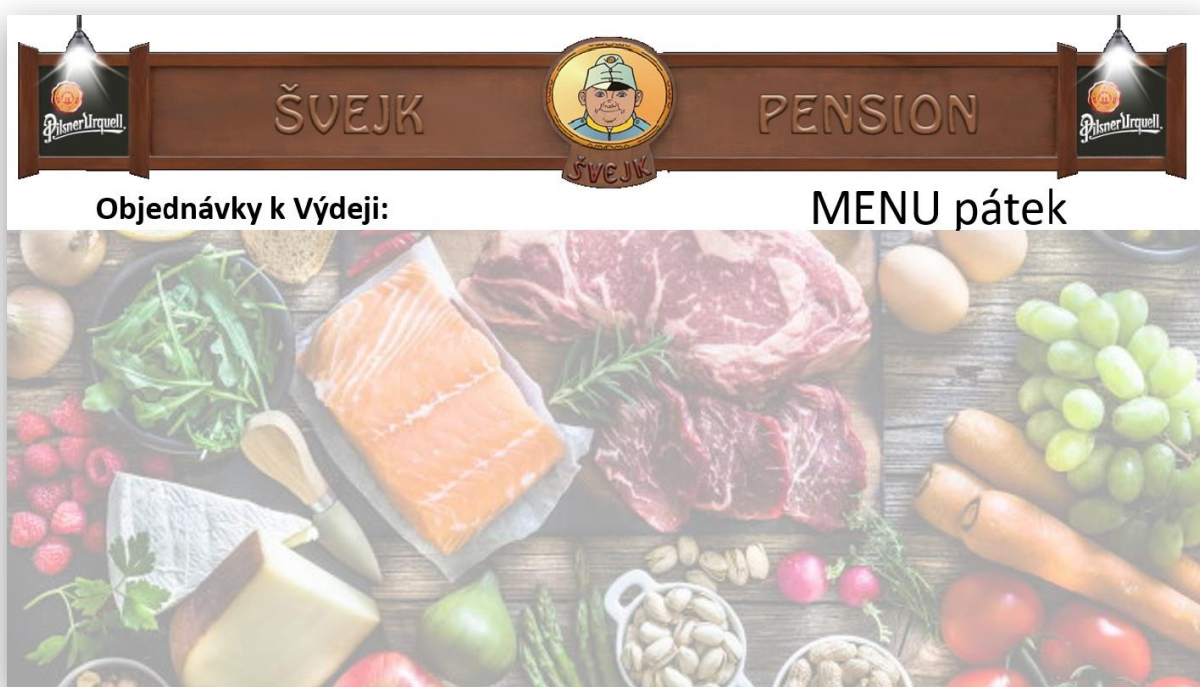 ŠVEJK PENSION
Pilsner Urquell
ŠVEJK
Pilsner Urquell
Objednávky k Výdeji:
MENU pátek